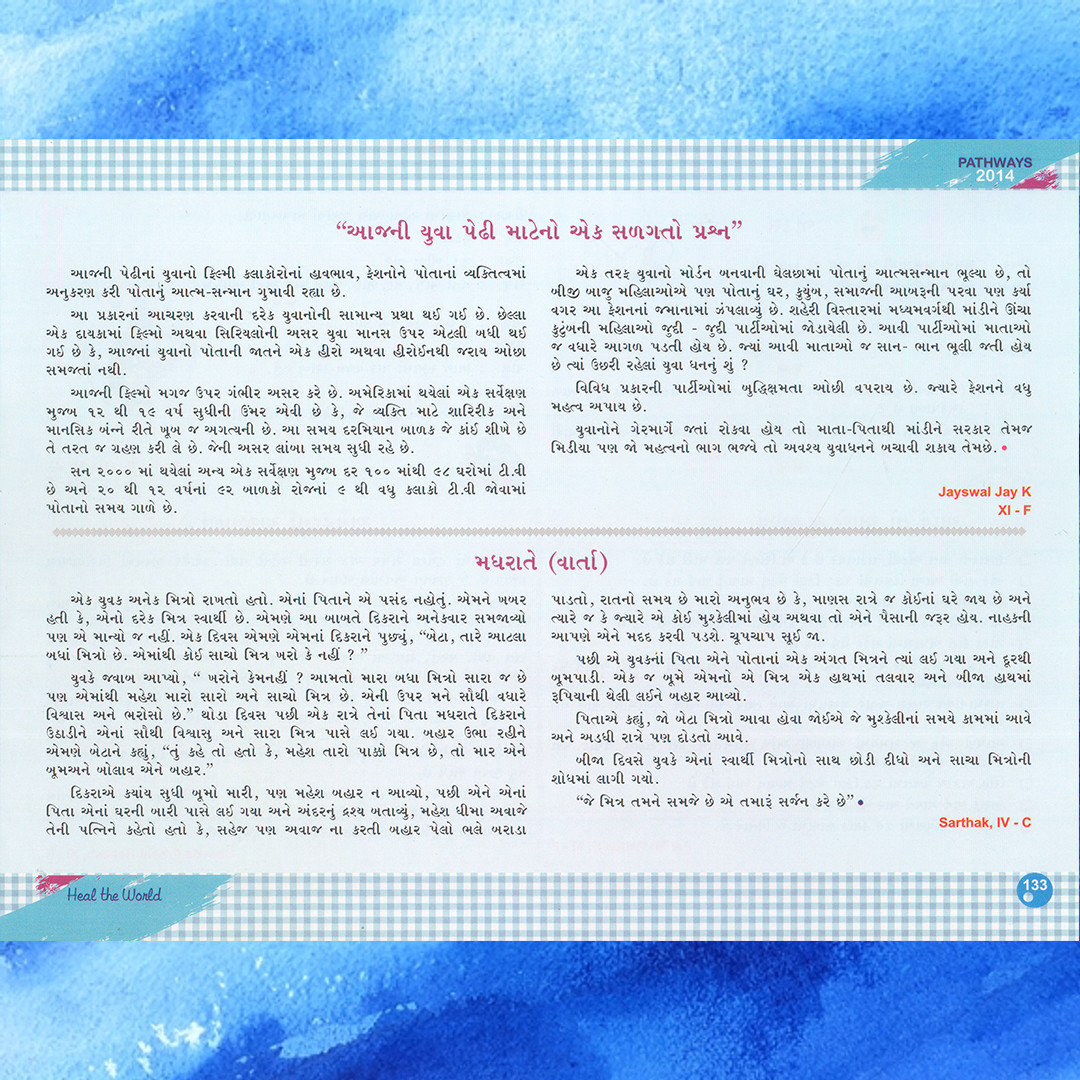 PATHWAYS
2014
“આજની યુવા પેઢી માટેનો એક સળગતો પ્રશ્ન”
આજની પેઢીનાં યુવાનો ફિલ્મી કલાકોરોનાં હાવભાવ, ફેશનોને પોતાનાં વ્યક્તિત્વમાં
અનુકરણ કરી પોતાનું આત્મ-સન્માન ગુમાવી રહ્યા છે.
આ પ્રકારનાં આચરણ કરવાની દરેક યુવાનોની સામાન્ય પ્રથા થઈ ગઈ છે. છેલ્લા
એક દાયકામાં ફિલ્મો અથવા સિરિયલોની અસર યુવા માનસ ઉપર એટલી બધી થઈ
ગઈ છે કે, આજનાં યુવાનો પોતાની જાતને એક હીરો અથવા હીરોઈનથી જરાય ઓછા
સમજતાં નથી.
આજની ફિલ્મો મગજ ઉપર ગંભીર અસર કરે છે. અમેરિકામાં થયેલાં એક સર્વેક્ષણ
મુજબ ૧૨ થી ૧૯ વર્ષ સુધીની ઉંમર એવી છે કે, જે વ્યક્તિ માટે શારિરીક અને
માનસિક બંન્ને રીતે ખૂબ જ અગત્યની છે. આ સમય દરમિયાન બાળક જે કાંઈ શીખે છે
તે તરત જ ગહણ કરી લે છે. જેની અસર લાંબા સમય સુધી રહે છે.
સન ૨૦૦૦ માં થયેલાં અન્ય એક સર્વેક્ષણ મુજબ દર ૧૦૦ માંથી ૯૮ ઘરોમાં ટી.વી
છે અને ૨૦ થી ૧૨ વર્ષનાં ૯૨ બાળકો રોજનાં ૯ થી વધુ કલાકો ટી.વી જોવામાં
પોતાનો સમય ગાળે છે.
એક તરફ યુવાનો મોર્ડન બનવાની ઘેલછામાં પોતાનું આત્મસન્માન ભૂલ્યા છે, તો
બીજી બાજુ મહિલાઓએ પણ પોતાનું ઘર, કુયુંબ, સમાજની આબરૂની પરવા પણ કર્યા
વગર આ ફેશનનાં જમાનામાં ઝંપલાવ્યું છે. શહેરી વિસ્તારમાં મધ્યમવર્ગથી માંડીને ઊંચા
કુટુંબની મહિલાઓ જુદી - જુદી પાર્ટીઓમાં જોડાયેલી છે. આવી પાર્ટીઓમાં માતાઓ
જ વધારે આગળ પડતી હોય છે. જ્યાં આવી માતાઓ જ સાન- ભાન ભૂલી જતી હોય
છે ત્યાં ઉછરી રહેલાં યુવા ધનનું શું ?
વિવિધ પ્રકારની પાર્ટીઓમાં બુદ્ધિક્ષમતા ઓછી વપરાય છે. જ્યારે ફેશનને વધુ
મહત્વ અપાય છે.
યુવાનોને ગેરમાર્ગે જતાં રોકવા હોય તો માતા-પિતાથી માંડીને સરકાર તેમજ
મિડીયા પણ જો મહત્વનો ભાગ ભજવે તો અવશ્ય યુવાધનને બચાવી શકાય તેમછે. •
Jayswal Jay K
XI - F
મધરાતે (વાર્તા)
એક યુવક અનેક મિત્રો રાખતો હતો. એનાં પિતાને એ પસંદ નહોતું. એમને ખબર
હતી કે, એનો દરેક મિત્ર સ્વાર્થી છે. એમણે આ બાબતે દિકરાને અનેકવાર સમજાવ્યો
પણ એ માન્યો જ નહીં. એક દિવસ એમણે એમનાં દિકરાને પુછ્યું, “બેટા, તારે આટલા
બધાં મિત્રો છે. એમાંથી કોઈ સાચો મિત્ર ખરો કે નહીં ? ”
યુવકે જવાબ આપ્યો, “ ખરોને કેમનહીં ? આમતો મારા બધા મિત્રો સારા જ છે
પણ એમાંથી મહેશ મારો સારો અને સાચો મિત્ર છે. એની ઉપર મને સૌથી વધારે
વિશ્વાસ અને ભરોસો છે.” થોડા દિવસ પછી એક રાત્રે તેનાં પિતા મધરાતે દિકરાને
ઉઠાડીને એનાં સૌથી વિશ્વાસુ અને સારા મિત્ર પાસે લઈ ગયા. બહાર ઉભા રહીને
એમણે બેટાને કહ્યું, “તું કહે તો હતો કે, મહેશ તારો પાક્કો મિત્ર છે, તો માર એને
બૂમઅને બોલાવ એને બહાર.”
દિકરાએ કયાંય સુધી બૂમો મારી, પણ મહેશ બહાર ન આવ્યો, પછી એને એનાં
પિતા એનાં ઘરની બારી પાસે લઈ ગયા અને અંદરનું દ્રશ્ય બતાવ્યું, મહેશ ધીમા અવાજે
તેની પત્નિને કહેતો હતો કે, સહેજ પણ અવાજ ના કરતી બહાર પેલો ભલે બરાડા
પાડતો, રાતનો સમય છે મારો અનુભવ છે કે, માણસ રાત્રે જ કોઈનાં ઘરે જાય છે અને
ત્યારે જ કે જ્યારે એ કોઈ મુશ્કેલીમાં હોય અથવા તો એને પૈસાની જરૂર હોય. નાહકની
આપણે એને મદદ કરવી પડશે. ચૂપચાપ સૂઈ જા.
પછી એ યુવકનાં પિતા એને પોતાનાં એક અંગત મિત્રને ત્યાં લઈ ગયા અને દૂરથી
બૂમપાડી. એક જ બૂમે એમનો એ મિત્ર એક હાથમાં તલવાર અને બીજા હાથમાં
રૂપિયાની થેલી લઈને બહાર આવ્યો.
પિતાએ કહ્યું, જો બેટા મિત્રો આવા હોવા જોઈએ જે મુશ્કેલીનાં સમયે કામમાં આવે
અને અડધી રાત્રે પણ દોડતો આવે.
બીજા દિવસે યુવકે એનાં સ્વાર્થી મિત્રોનો સાથ છોડી દીધો અને સાચા મિત્રોની
શોધમાં લાગી ગયો.
“જે મિત્ર તમને સમજે છે એ તમારૂં સર્જન કરે છે” •
Sarthak, IV - C
Heal the World
133